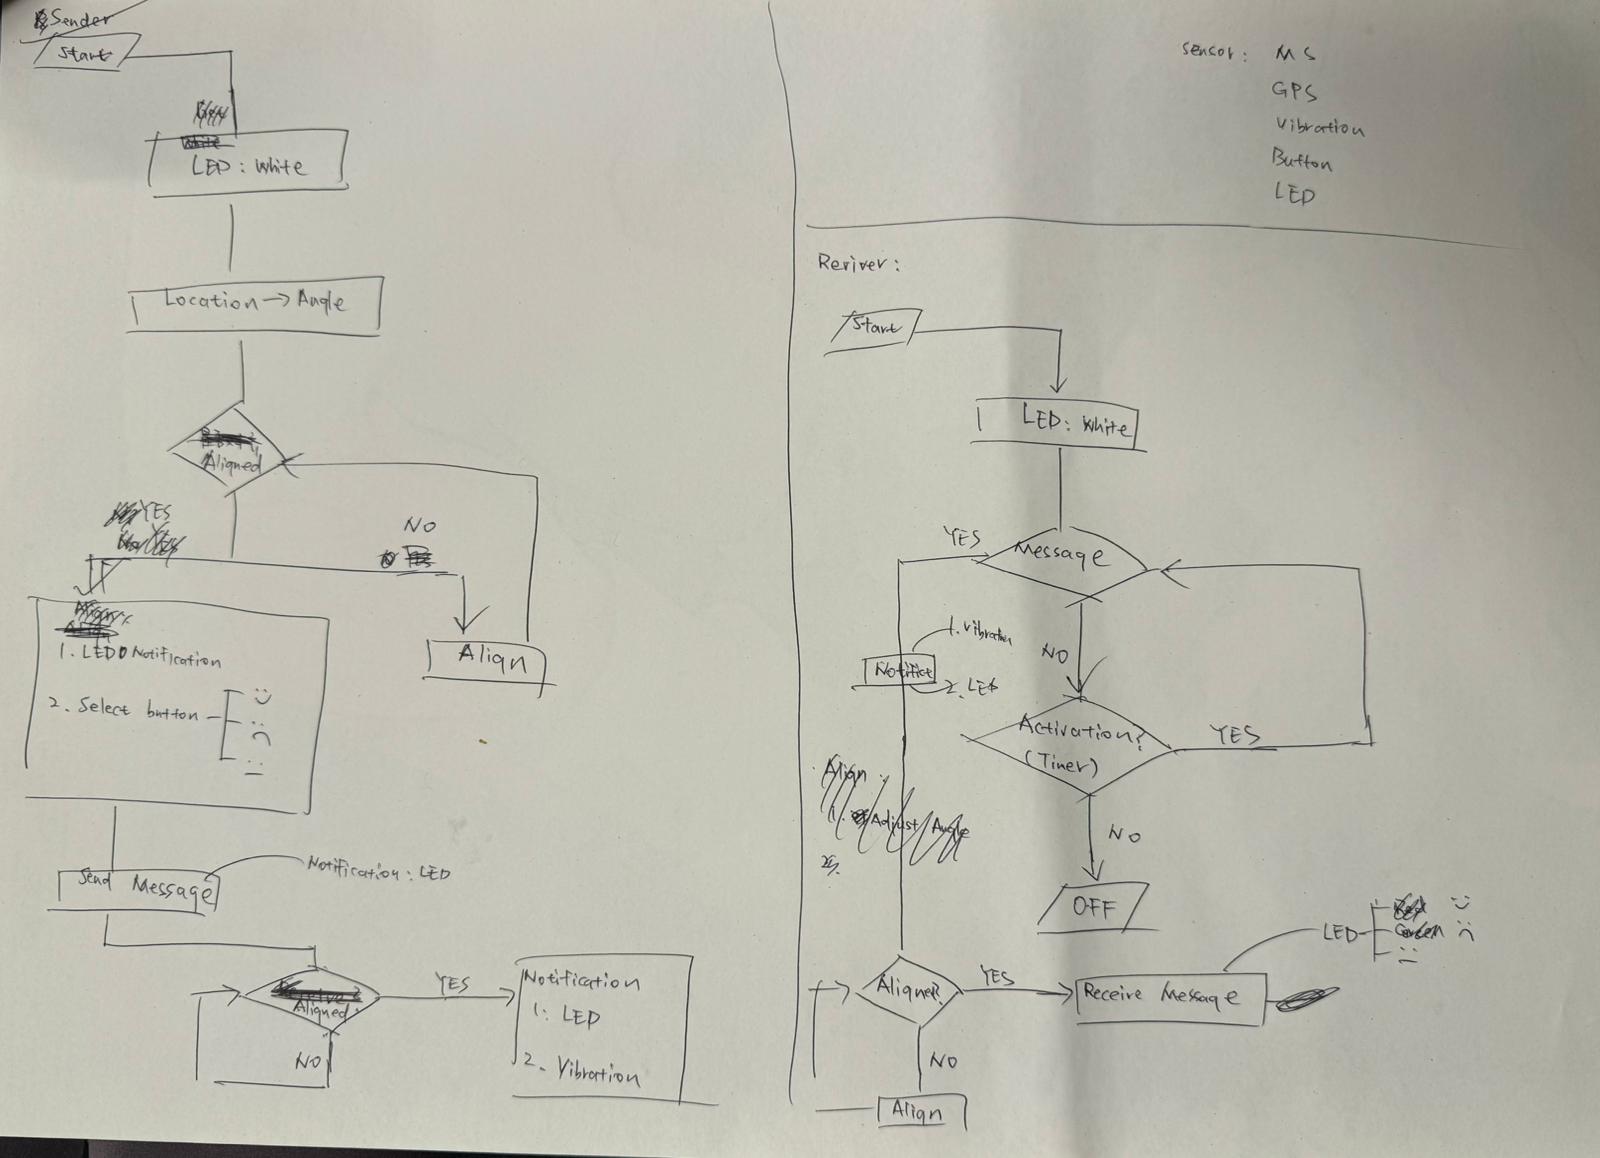 Sender
Start
LED: White
Location → Angle
Aligned
YES
NO
Align
1. LED Notification
2. Select button
:)
:(
:|
Send Message
Notification: LED
Aligned
YES
NO
Notification
1: LED
2. Vibration
Sensor: MS
GPS
Vibration
Button
LED
Reriver:
Start
LED: White
Message
YES
NO
Notifict
1. Vibration
2. LED
Activation?
(Timer)
YES
NO
OFF
Align
1. Adjust Angle
2.
Aligned?
YES
NO
Align
Receive Message
LED
:)
:(
:|